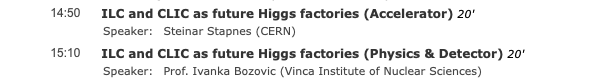 14:50 ILC and CLIC as future Higgs factories (Accelerator) 20'
Speaker: Steinar Stapnes (CERN)
15:10 ILC and CLIC as future Higgs factories (Physics & Detector) 20'
Speaker: Prof. Ivanka Bozovic (Vinca Institute of Nuclear Sciences)